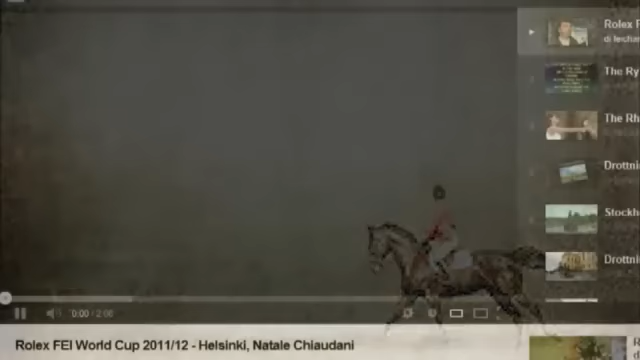 Rolex
The Ry
The Rh
Drottni
Stockh
Drottni
0:00 / 2:00
Rolex FEI World Cup 2011/12 - Helsinki, Natale Chiaudani